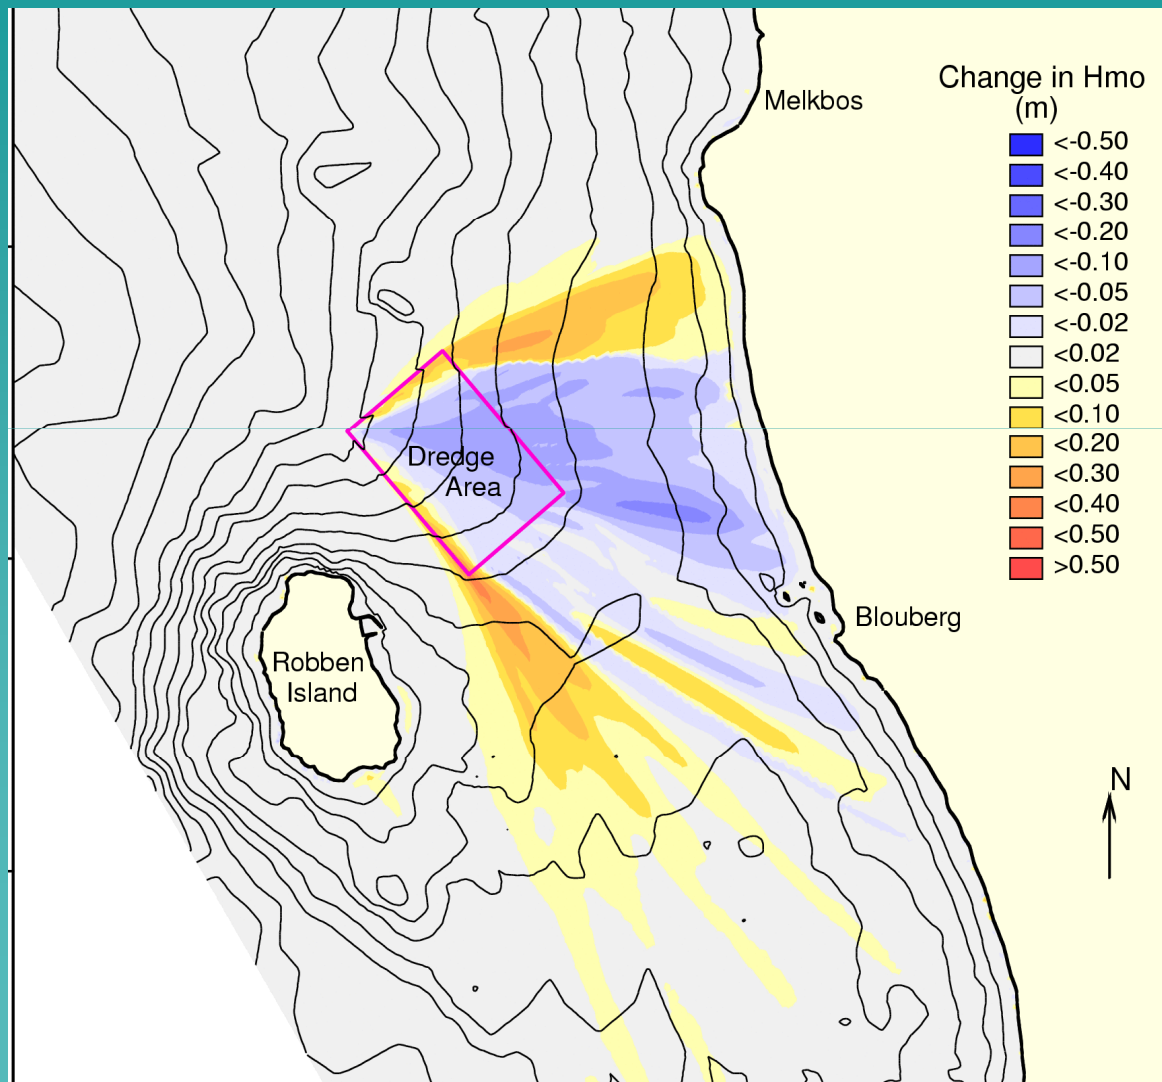 Melkbos
Change in Hmo
(m)
<-0.50
<-0.40
<-0.30
<-0.20
<-0.10
<-0.05
<-0.02
<0.02
<0.05
<0.10
<0.20
<0.30
<0.40
<0.50
>0.50
Dredge
Area
Blouberg
Robben
Island
N